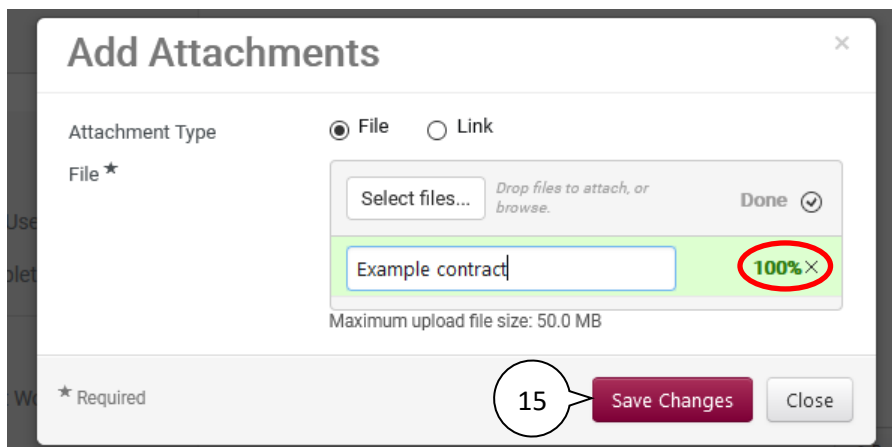 Add Attachments
×
Attachment Type
File
Link
File ★
Select files...
Drop files to attach, or
browse.
Done
Example contract
100% ×
Maximum upload file size: 50.0 MB
★ Required
15
Save Changes
Close